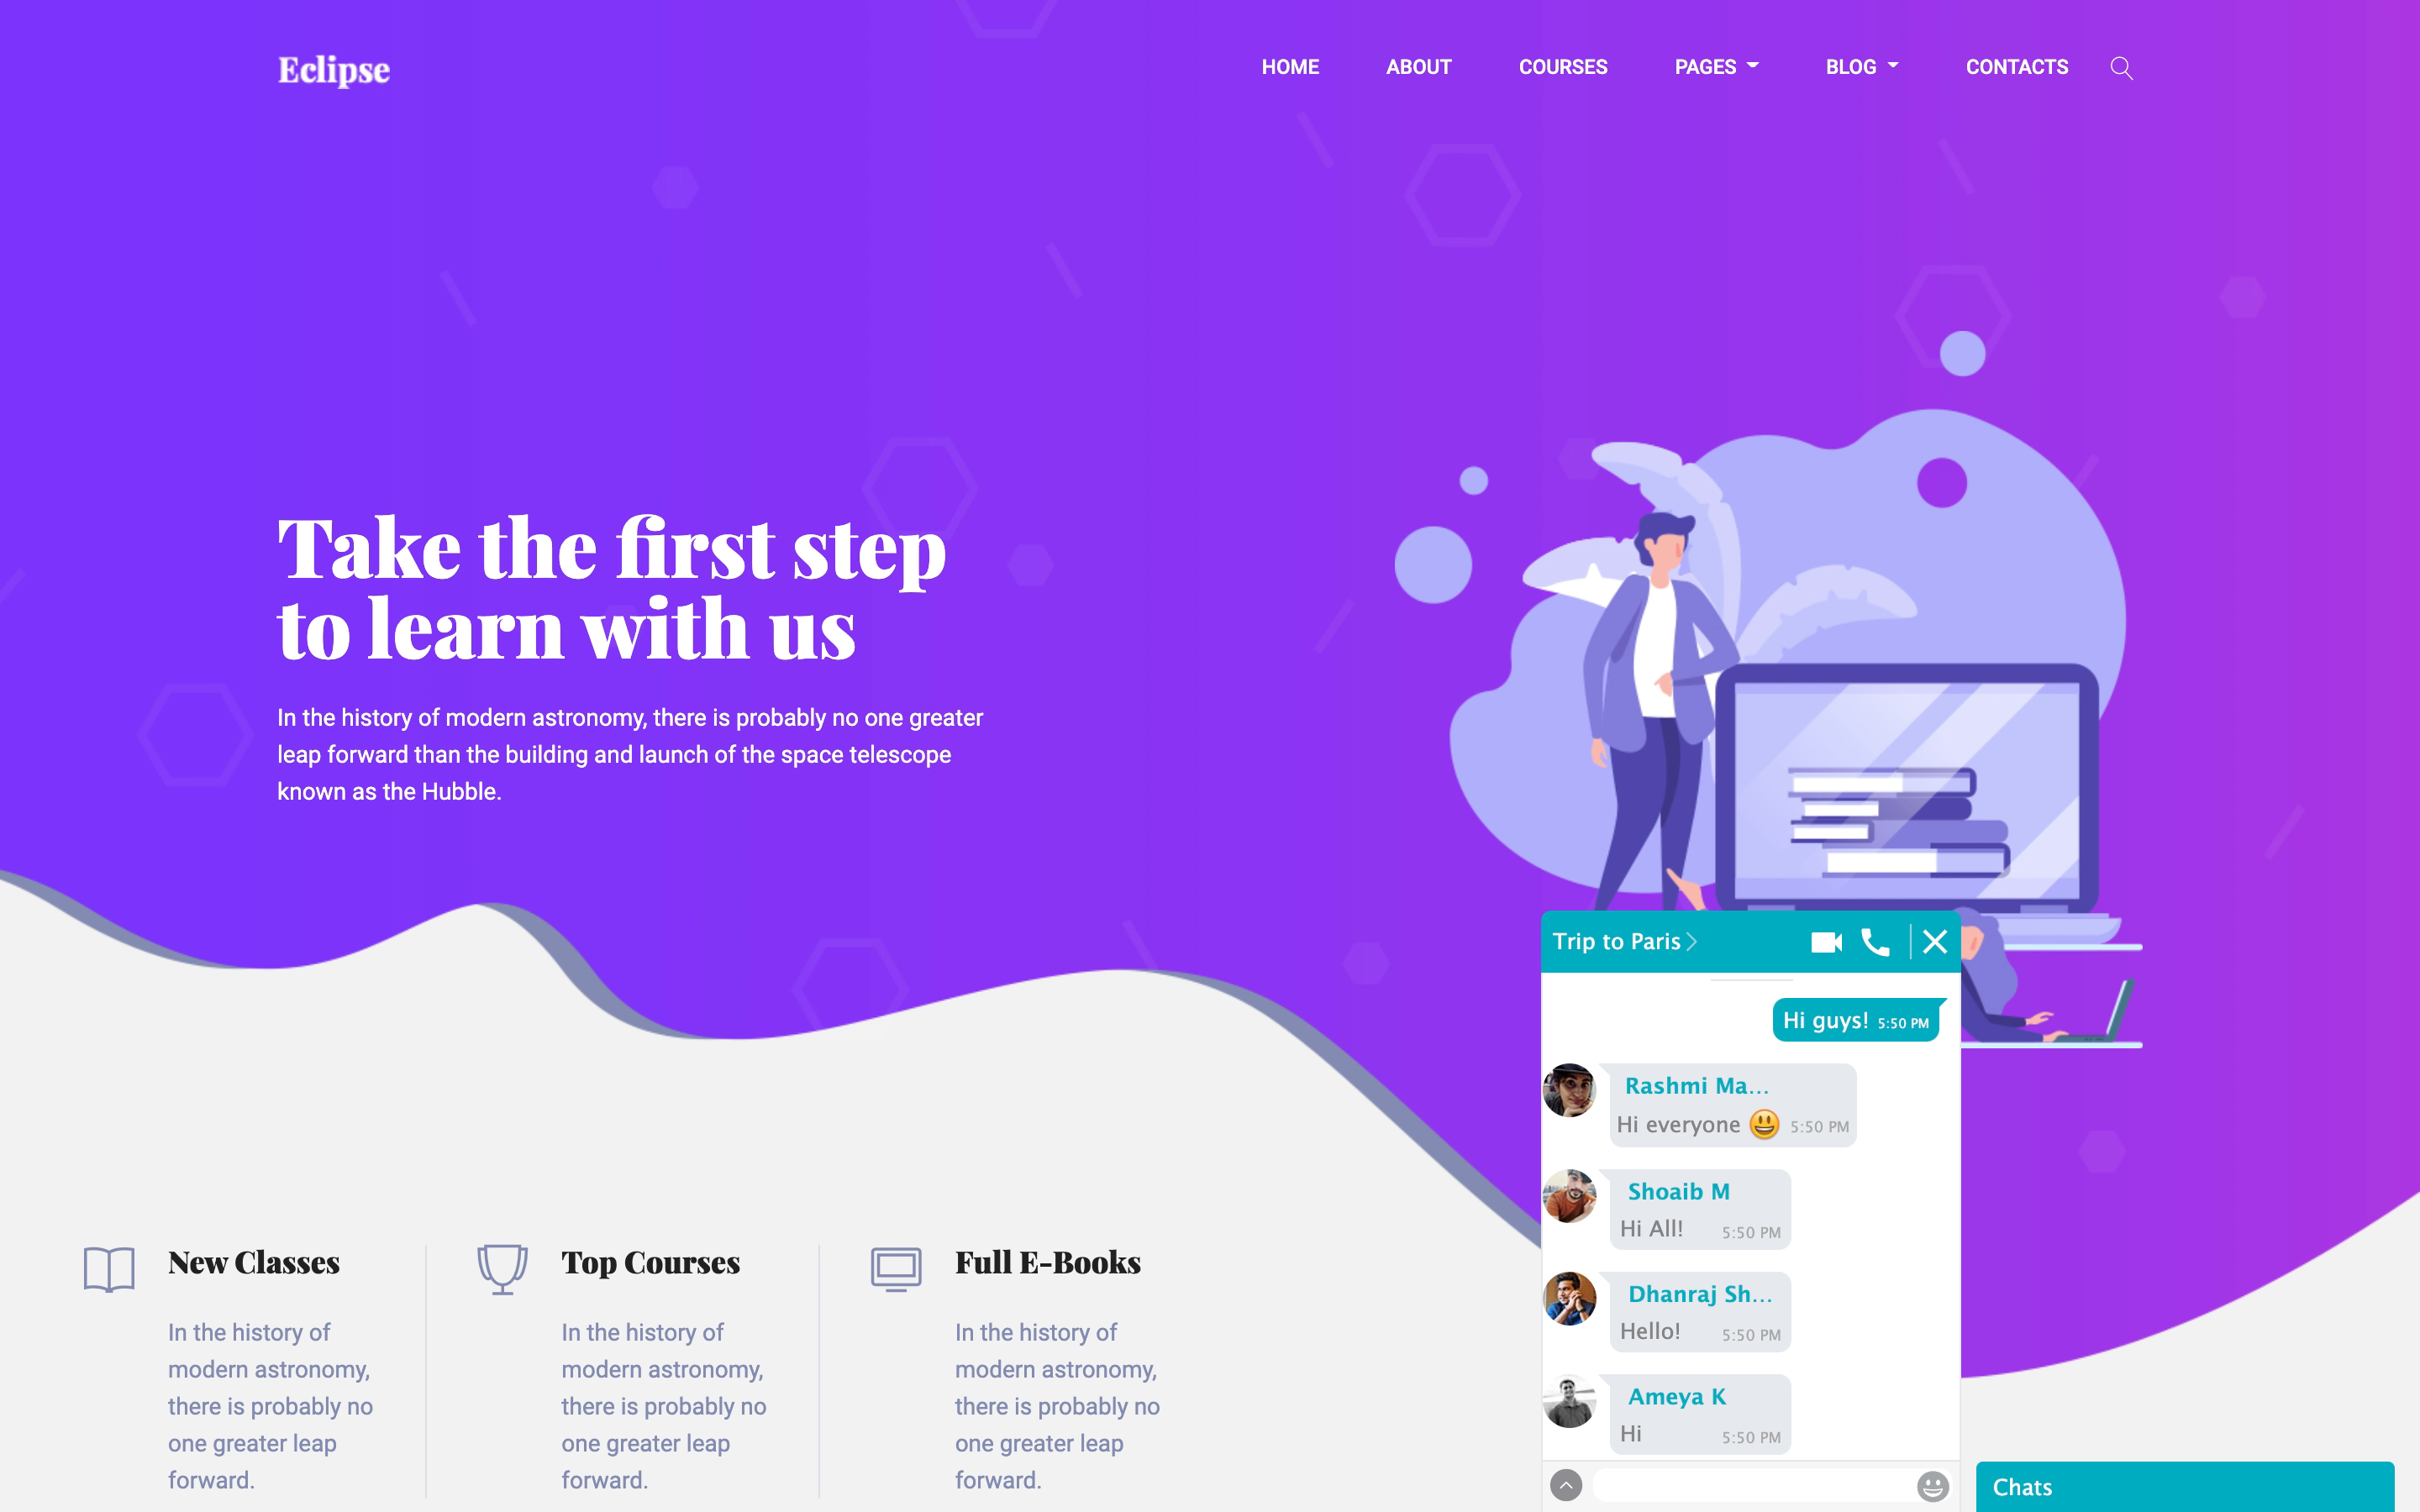 Eclipse
HOME ABOUT COURSES PAGES BLOG CONTACTS
Take the first step
to learn with us
In the history of modern astronomy, there is probably no one greater
leap forward than the building and launch of the space telescope
known as the Hubble.
New Classes
In the history of
modern astronomy,
there is probably no
one greater leap
forward.
Top Courses
In the history of
modern astronomy,
there is probably no
one greater leap
forward.
Full E-Books
In the history of
modern astronomy,
there is probably no
one greater leap
forward.
Trip to Paris
Hi guys! 5:50 PM
Rashmi Ma...
Hi everyone 😃 5:50 PM
Shoaib M
Hi All! 5:50 PM
Dhanraj Sh...
Hello! 5:50 PM
Ameya K
Hi 5:50 PM
Chats